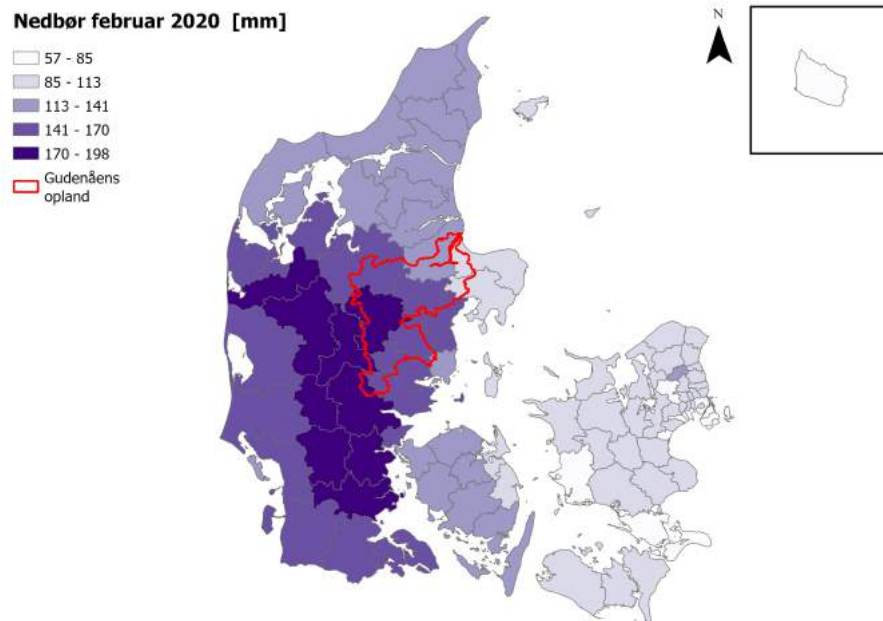 Nedbør februar 2020 [mm]
57 - 85
85 - 113
113 - 141
141 - 170
170 - 198
Gudenåens
opland
N